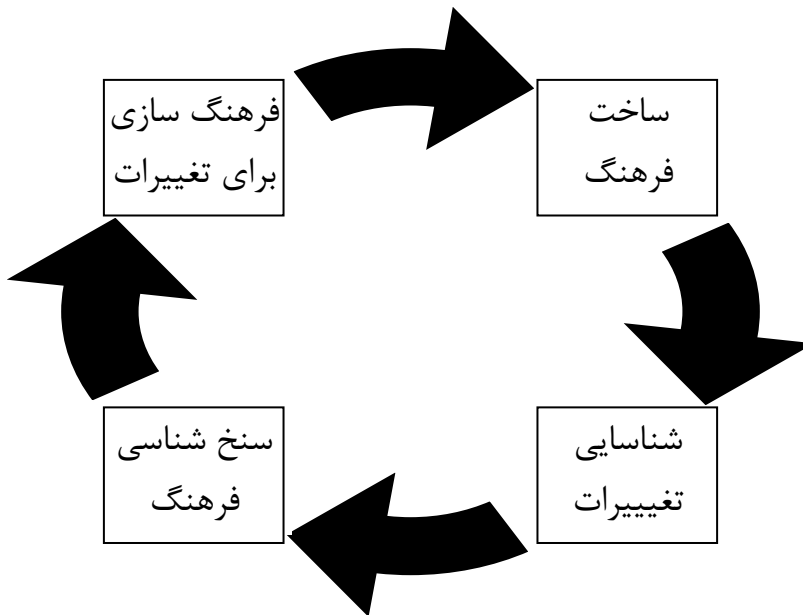 ساخت
فرهنگ
فرهنگ سازی
برای تغییرات
شناسایی
تغیییرات
سنخ شناسی
فرهنگ